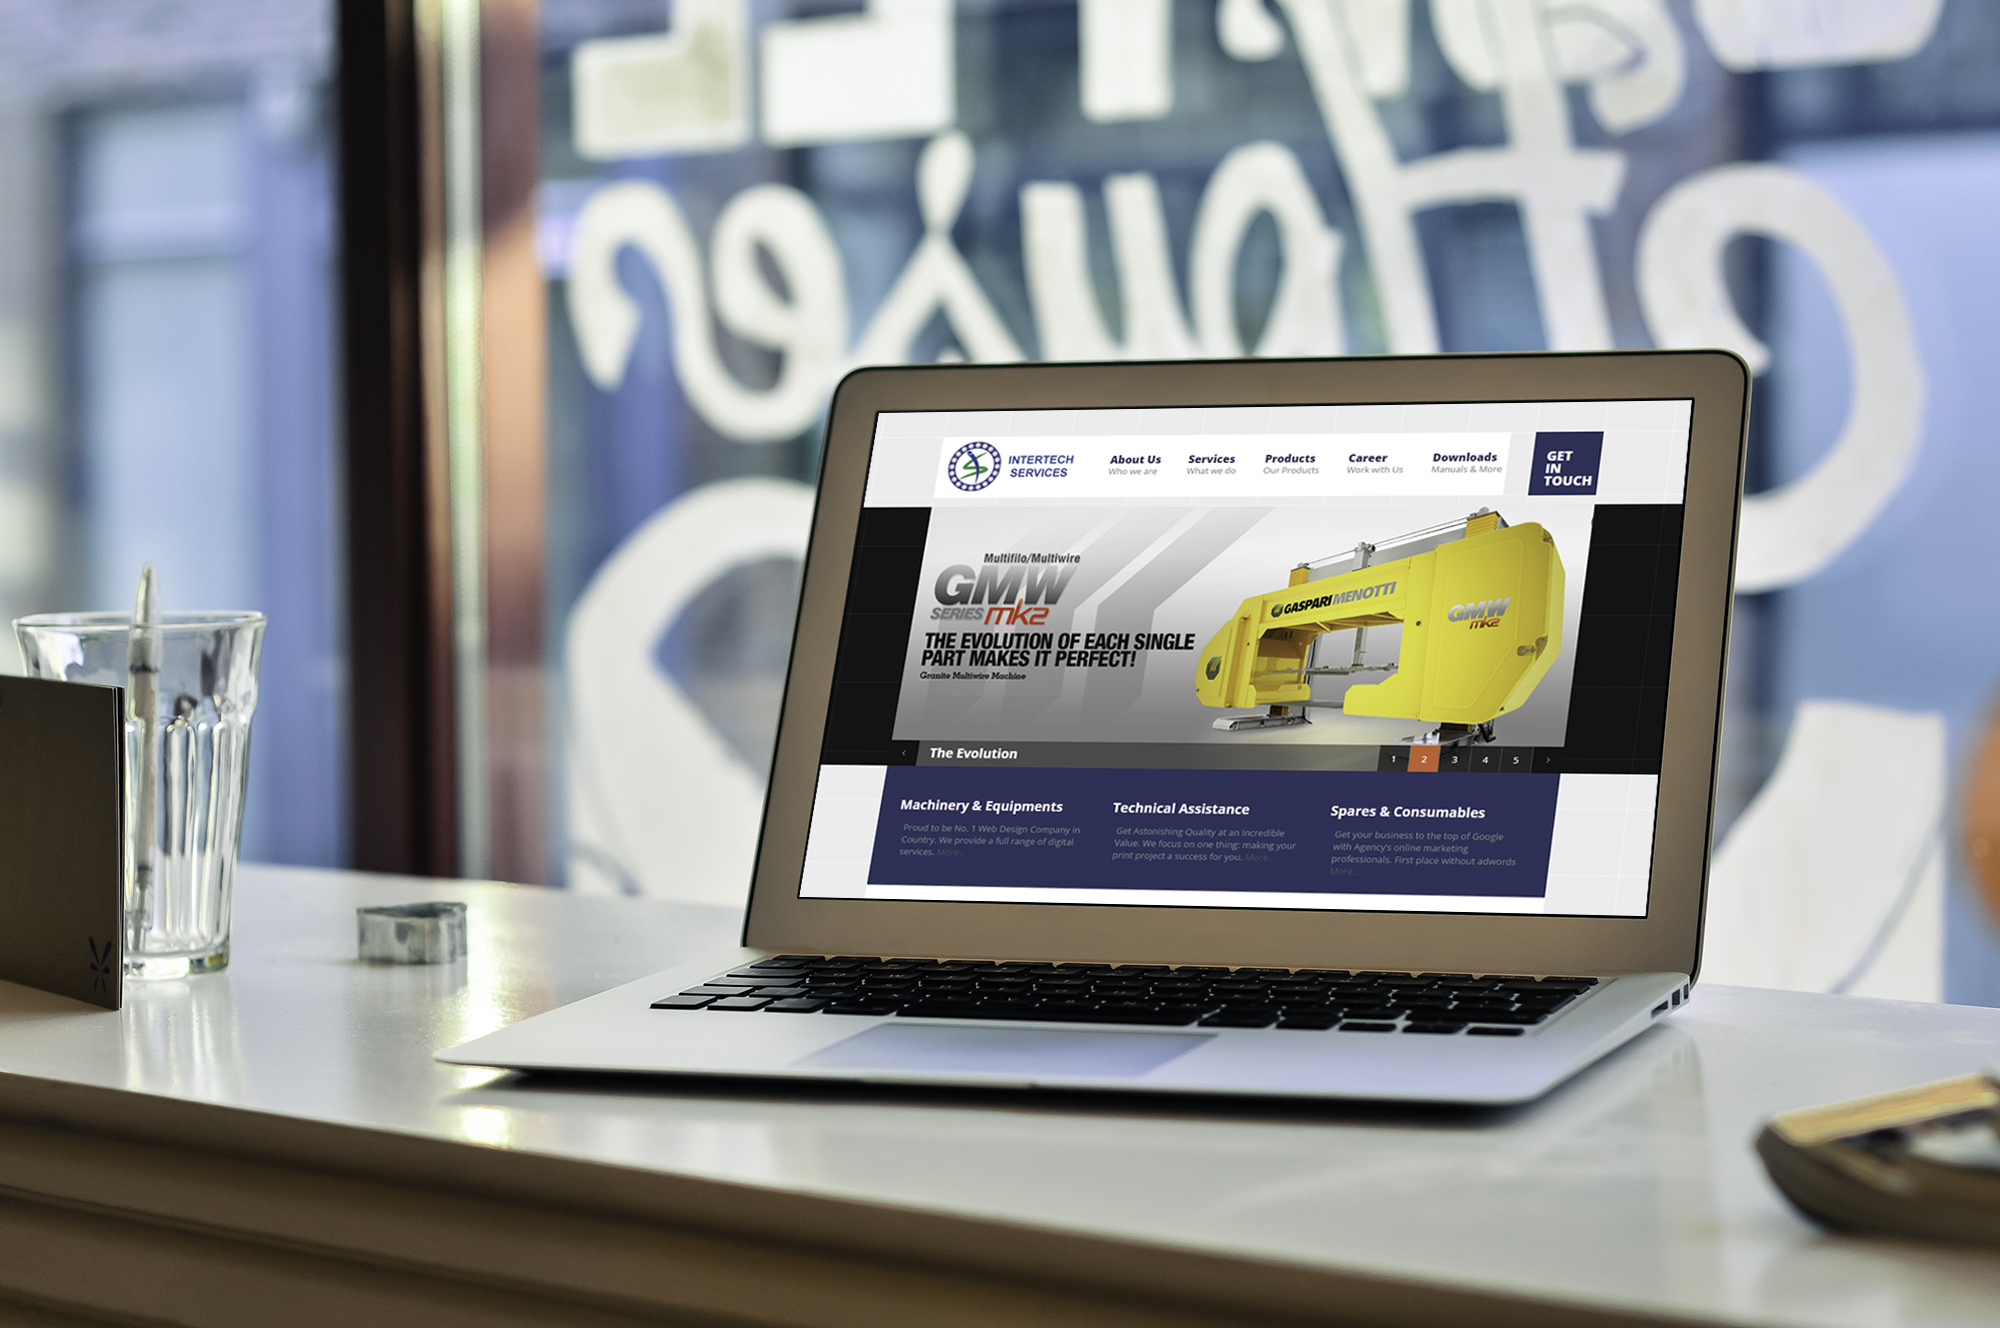 INTERTECH
SERVICES
About Us
Who we are
Services
What we do
Products
Our Products
Career
Work with Us
Downloads
Manuals & More
GET
IN
TOUCH
Multifilo/Multiwire
GMW
SERIES mk2
THE EVOLUTION OF EACH SINGLE
PART MAKES IT PERFECT!
Granite Multiwire Machine
GASPARI MENOTTI
GMW
mk2
‹ The Evolution 1 2 3 4 5 ›
Machinery & Equipments
Proud to be No. 1 Web Design Company in
Country. We provide a full range of digital
services. More..
Technical Assistance
Get Astonishing Quality at an Incredible
Value. We focus on one thing: making your
print project a success for you. More..
Spares & Consumables
Get your business to the top of Google
with Agency's online marketing
professionals. First place without adwords
More..